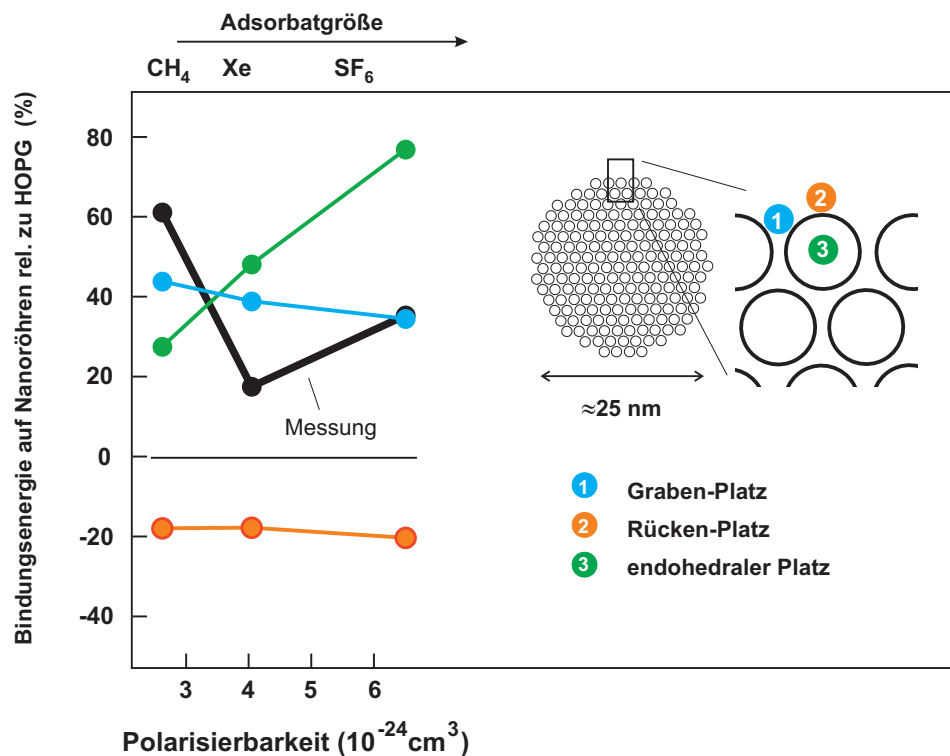 Adsorbatgröße
CH4 Xe SF6
Bindungsenergie auf Nanoröhren rel. zu HOPG (%)
80
60
40
20
0
-20
-40
Messung
3 4 5 6
Polarisierbarkeit (10-24cm3)
≈25 nm
1
2
3
1 Graben-Platz
2 Rücken-Platz
3 endohedraler Platz